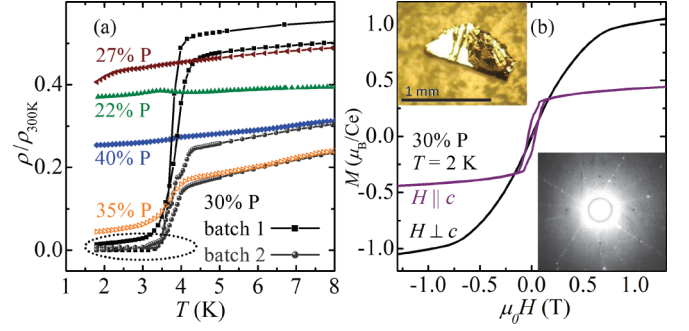 (a)
27% P
22% P
40% P
35% P
30% P
batch 1
batch 2
ρ/ρ300K
0.4
0.2
0.0
2
3
4
5
6
7
8
T (K)
(b)
1 mm
30% P
T = 2 K
H || c
H ⊥ c
M (μB/Ce)
1.0
0.5
0.0
-0.5
-1.0
-1.0
-0.5
0.0
0.5
1.0
μ0H (T)